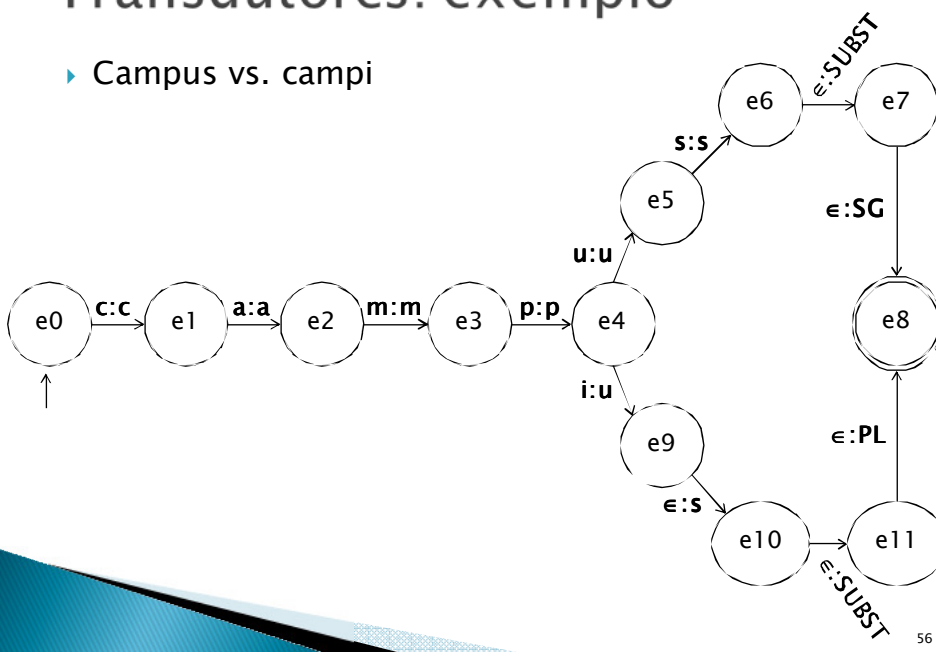 Transdutores: exemplo
Campus vs. campi
e0
c:c
e1
a:a
e2
m:m
e3
p:p
e4
u:u
e5
s:s
e6
∊:SUBST
e7
∊:SG
e8
i:u
e9
∊:s
e10
∊:SUBST
e11
∊:PL
56